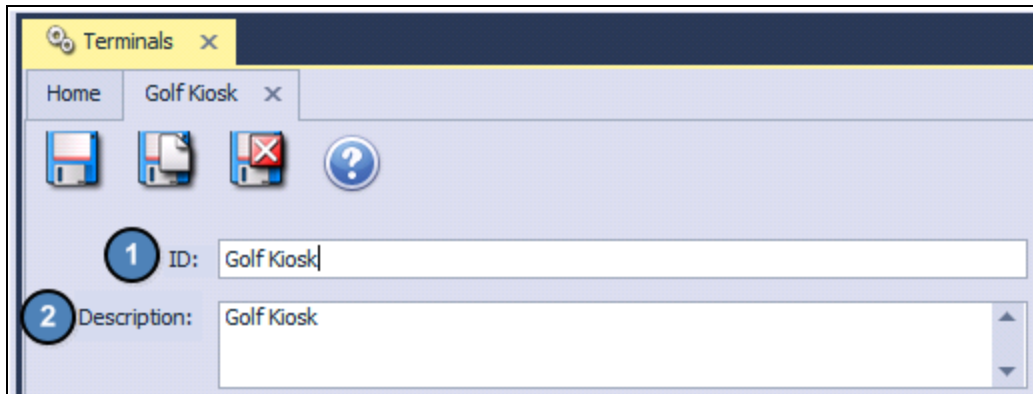 Terminals
Home Golf Kiosk
?
1 ID: Golf Kiosk
2 Description: Golf Kiosk